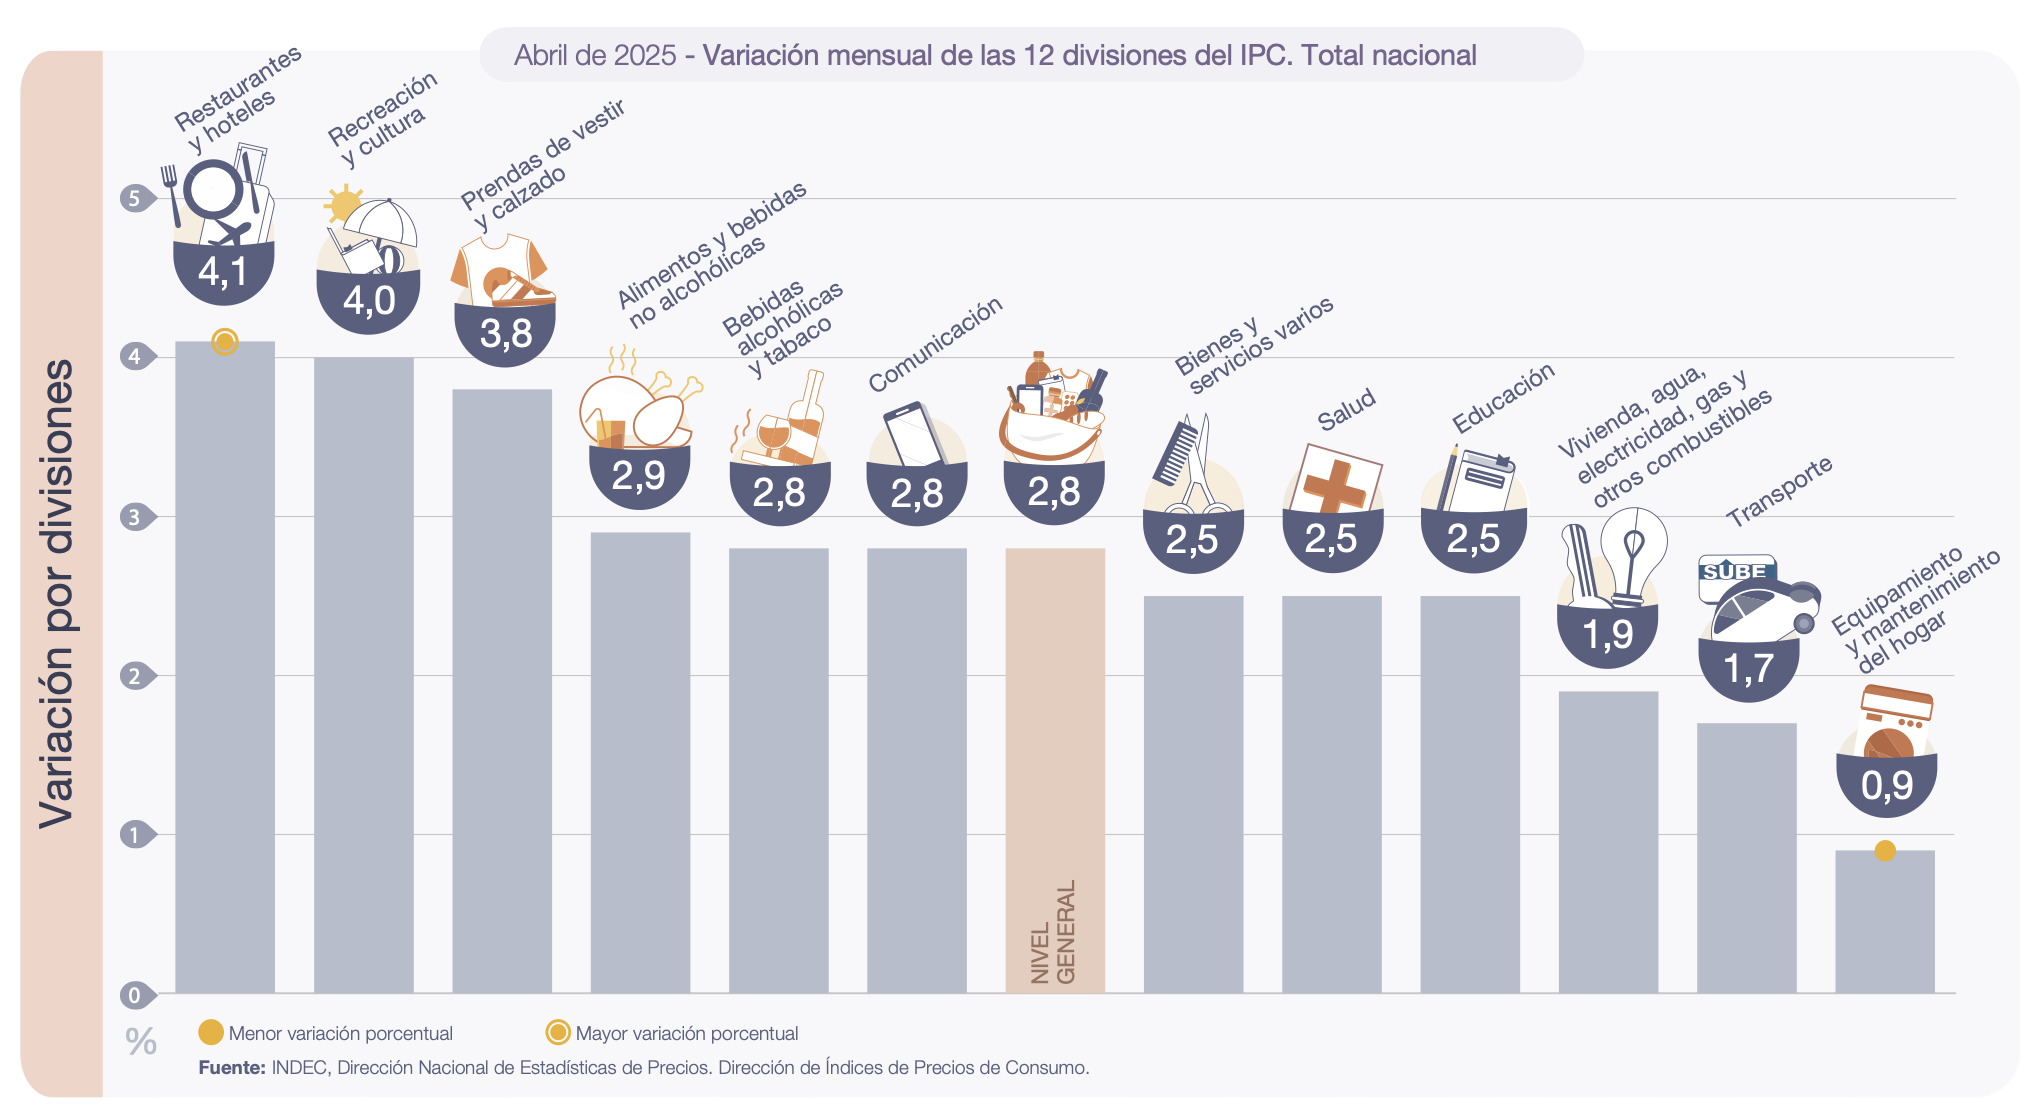 Abril de 2025 - Variación mensual de las 12 divisiones del IPC. Total nacional
Variación por divisiones
5
4
3
2
1
0
%
Restaurantes
y hoteles
4,1
Recreación
y cultura
4,0
Prendas de vestir
y calzado
3,8
Alimentos y bebidas
no alcohólicas
2,9
Bebidas
alcohólicas
y tabaco
2,8
Comunicación
2,8
2,8
NIVEL
GENERAL
Bienes y
servicios varios
2,5
Salud
2,5
Educación
2,5
Vivienda, agua,
electricidad, gas y
otros combustibles
1,9
Transporte
SUBE
1,7
Equipamiento
y mantenimiento
del hogar
0,9
Menor variación porcentual
Mayor variación porcentual
Fuente: INDEC, Dirección Nacional de Estadísticas de Precios. Dirección de Índices de Precios de Consumo.